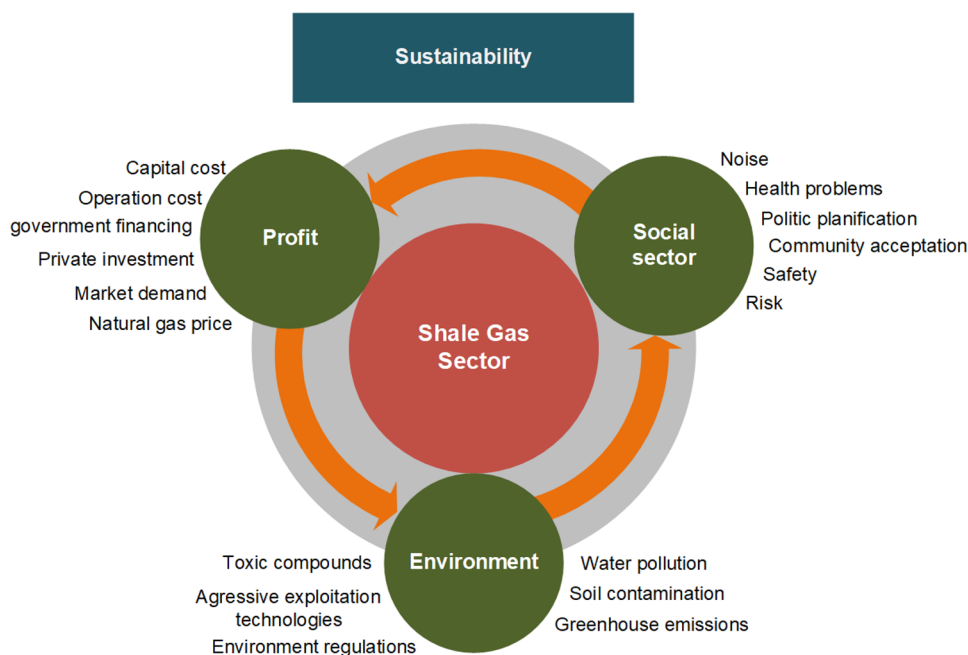 Sustainability
Capital cost
Operation cost
government financing
Private investment
Market demand
Natural gas price
Profit
Noise
Health problems
Politic planification
Community acceptation
Safety
Risk
Social
sector
Shale Gas
Sector
Toxic compounds
Agressive exploitation
technologies
Environment regulations
Environment
Water pollution
Soil contamination
Greenhouse emissions